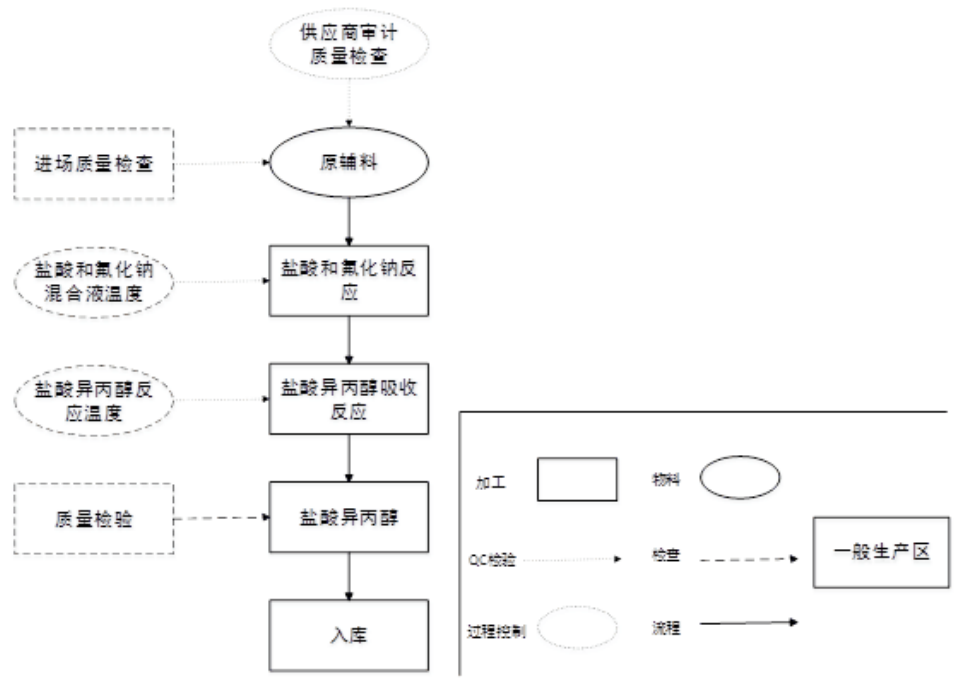 供应商审计
质量检查
进场质量检查
原辅料
盐酸和氟化钠
混合液温度
盐酸和氟化钠反
应
盐酸异丙醇反
应温度
盐酸异丙醇吸收
反应
质量检验
盐酸异丙醇
入库
加工
物料
QC检验
检查
一般生产区
过程控制
流程